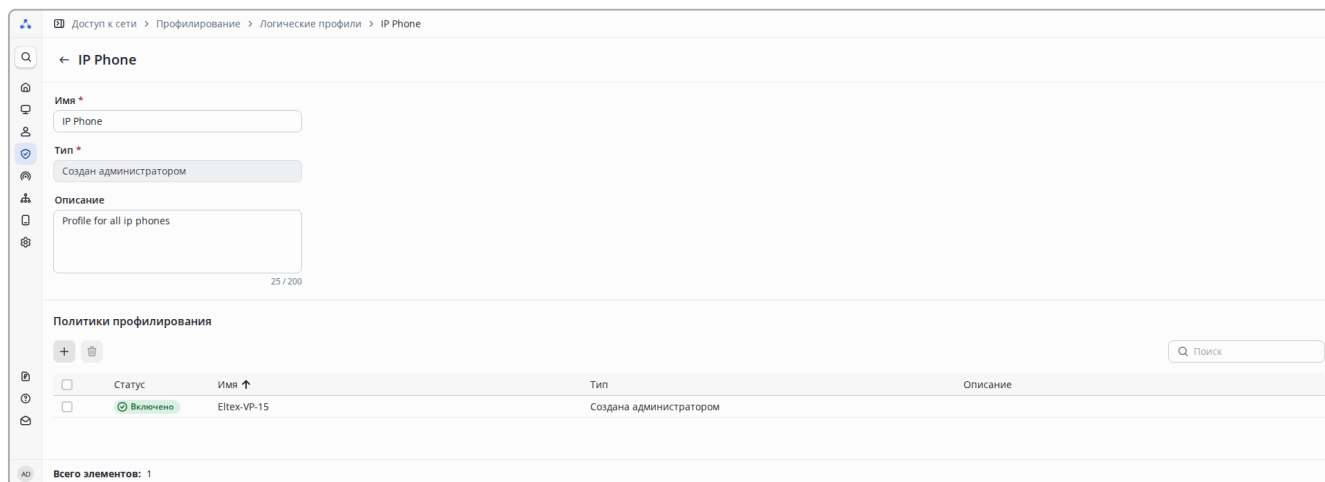 Доступ к сети > Профилирование > Логические профили > IP Phone
← IP Phone
Имя *
IP Phone
Тип *
Создан администратором
Описание
Profile for all ip phones
25 / 200
Политики профилирования
Поиск
Статус Имя ↑ Тип Описание
Включено Eltex-VP-15 Создана администратором
AD Всего элементов: 1